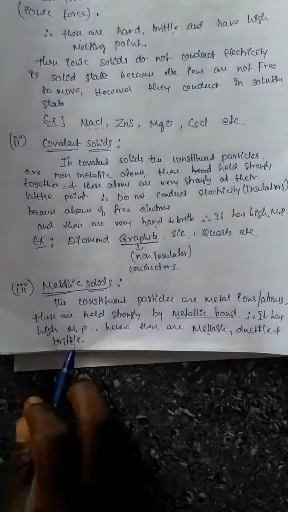 (Ionic force).
∴ they are hard, brittle and have high
melting point.
These Ionic solids do not conduct electricity
is solid state because the ions are not free
to move, However they conduct in solution
state
Ex] Nacl, ZnS, MgO, CsCl etc.
(ii) Covalent solids:
In covalent solids the constituent particles
are non metallic atoms. These held strongly
together & these atoms are very strongly at their
lattice point. ∴ Do not conduct electricity (Insulators)
because absence of free electrons
and they are very hard & brittle ∴ It has high M.P.
Ex: Diamond, Graphite, Sic, Quartz etc
(non insulator)
conductors.
(iii) Metallic solids:
The constituent particles are metal ions/atoms,
these are held strongly by metallic bond. ∴ It has
high M.P., hence they are Malleable, ductile &
brittle.